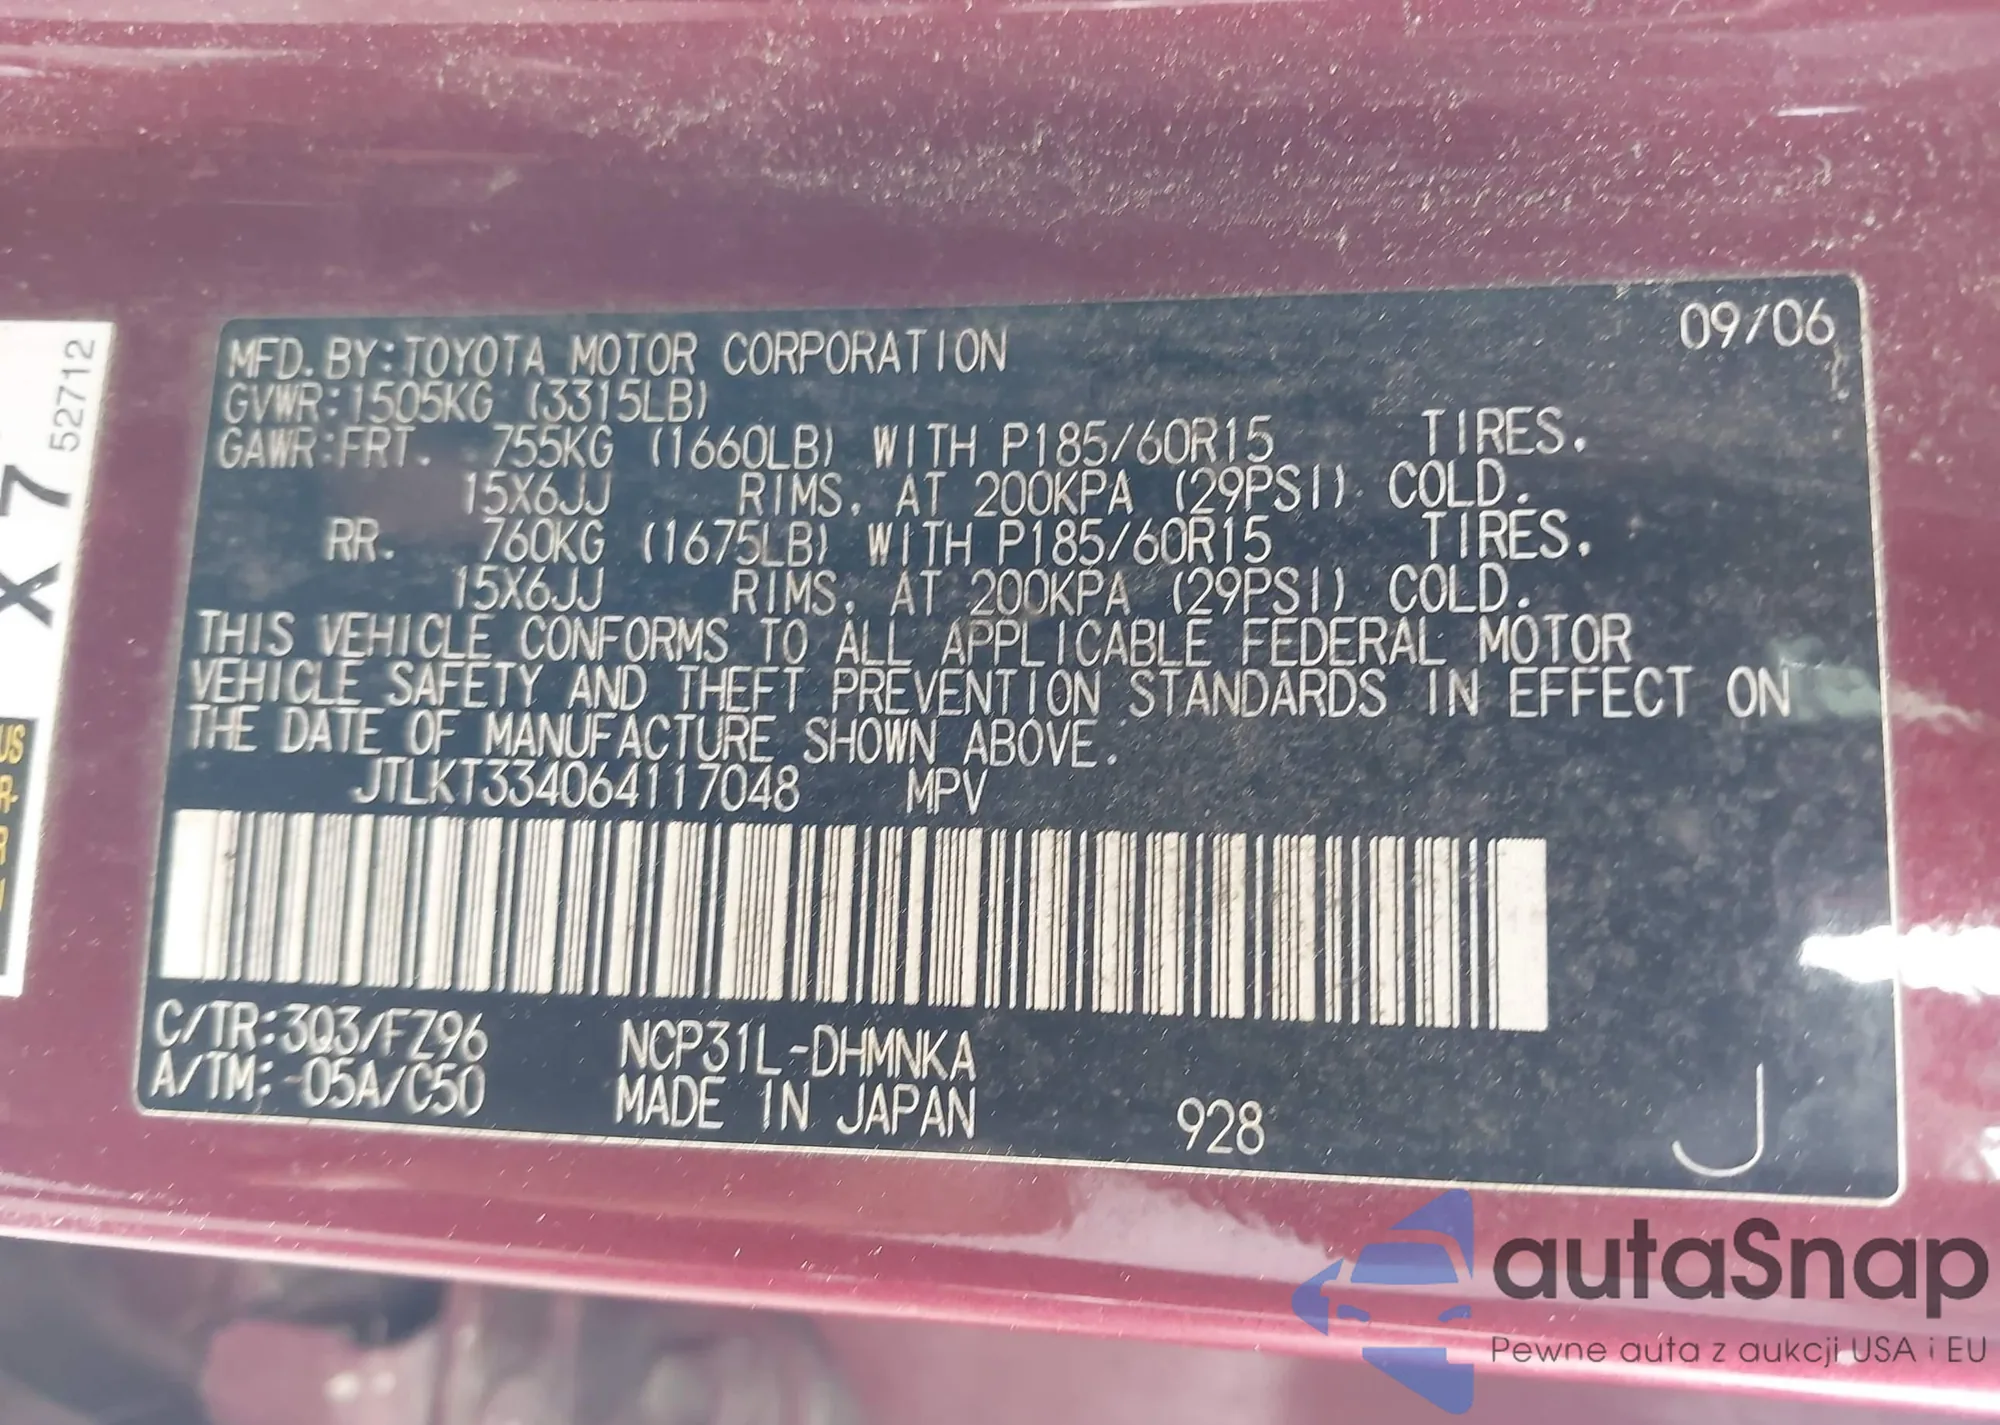 MFD. BY: TOYOTA MOTOR CORPORATION 09/06
GVWR: 1505KG (3315LB)
GAWR: FRT. 755KG (1660LB) WITH P185/60R15 TIRES.
15X6JJ RIMS, AT 200KPA (29PSI) COLD.
RR. 760KG (1675LB) WITH P185/60R15 TIRES,
15X6JJ RIMS, AT 200KPA (29PSI) COLD.
THIS VEHICLE CONFORMS TO ALL APPLICABLE FEDERAL MOTOR
VEHICLE SAFETY AND THEFT PREVENTION STANDARDS IN EFFECT ON
THE DATE OF MANUFACTURE SHOWN ABOVE.
JTLKT334064117048 MPV
C/TR: 3Q3/FZ96 NCP31L-DHMNKA
A/TM: -05A/C50 MADE IN JAPAN 928 J
X 7
52712
US
autaSnap
Pewne auta z aukcji USA i EU